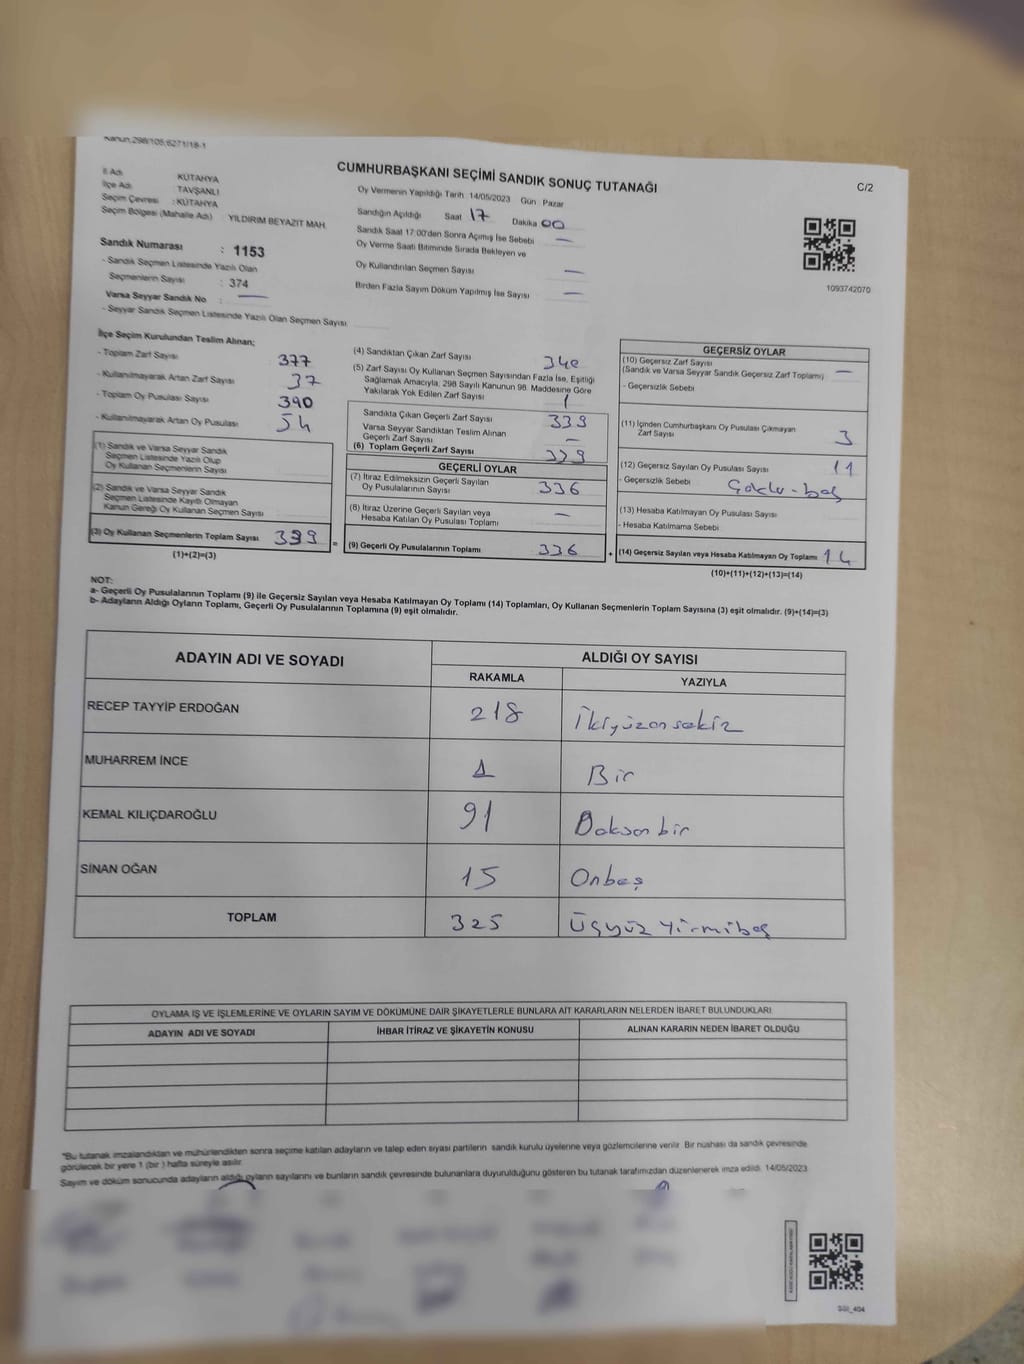 Kanun:298/105;6271/18-1
CUMHURBAŞKANI SEÇİMİ SANDIK SONUÇ TUTANAĞI
C/2
İl Adı : KÜTAHYA
İlçe Adı : TAVŞANLI
Seçim Çevresi : KÜTAHYA
Seçim Bölgesi (Mahalle Adı) YILDIRIM BEYAZIT MAH.
Sandık Numarası : 1153
- Sandık Seçmen Listesinde Yazılı Olan
Seçmenlerin Sayısı : 374
Varsa Seyyar Sandık No : —
- Seyyar Sandık Seçmen Listesinde Yazılı Olan Seçmen Sayısı
Oy Vermenin Yapıldığı Tarih 14/05/2023 Gün : Pazar
Sandığın Açıldığı Saat 17 Dakika 00
Sandık Saat 17:00'den Sonra Açılmış İse Sebebi —
Oy Verme Saati Bitiminde Sırada Bekleyen ve
Oy Kullandırılan Seçmen Sayısı —
Birden Fazla Sayım Döküm Yapılmış İse Sayısı —
1093742070
İlçe Seçim Kurulundan Teslim Alınan;
- Toplam Zarf Sayısı 377
- Kullanılmayarak Artan Zarf Sayısı 37
- Toplam Oy Pusulası Sayısı 390
- Kullanılmayarak Artan Oy Pusulası 54
(1) Sandık ve Varsa Seyyar Sandık
Seçmen Listesinde Yazılı Olup
Oy Kullanan Seçmenlerin Sayısı
(2) Sandık ve Varsa Seyyar Sandık
Seçmen Listesinde Kayıtlı Olmayan
Kanun Gereği Oy Kullanan Seçmen Sayısı
(3) Oy Kullanan Seçmenlerin Toplam Sayısı 339 =
(1)+(2)=(3)
(4) Sandıktan Çıkan Zarf Sayısı 340
(5) Zarf Sayısı Oy Kullanan Seçmen Sayısından Fazla İse, Eşitliği
Sağlamak Amacıyla, 298 Sayılı Kanunun 98. Maddesine Göre
Yakılarak Yok Edilen Zarf Sayısı 1
Sandıkta Çıkan Geçerli Zarf Sayısı 339
Varsa Seyyar Sandıktan Teslim Alınan
Geçerli Zarf Sayısı —
(6) Toplam Geçerli Zarf Sayısı 339
GEÇERLİ OYLAR
(7) İtiraz Edilmeksizin Geçerli Sayılan
Oy Pusulalarının Sayısı 336
(8) İtiraz Üzerine Geçerli Sayılan veya
Hesaba Katılan Oy Pusulası Toplamı —
(9) Geçerli Oy Pusulalarının Toplamı 336 +
GEÇERSİZ OYLAR
(10) Geçersiz Zarf Sayısı
(Sandık ve Varsa Seyyar Sandık Geçersiz Zarf Toplamı) —
- Geçersizlik Sebebi
(11) İçinden Cumhurbaşkanı Oy Pusulası Çıkmayan
Zarf Sayısı 3
(12) Geçersiz Sayılan Oy Pusulası Sayısı 11
- Geçersizlik Sebebi
(13) Hesaba Katılmayan Oy Pusulası Sayısı
- Hesaba Katılmama Sebebi
(14) Geçersiz Sayılan veya Hesaba Katılmayan Oy Toplamı 14
(10)+(11)+(12)+(13)=(14)
NOT:
a- Geçerli Oy Pusulalarının Toplamı (9) ile Geçersiz Sayılan veya Hesaba Katılmayan Oy Toplamı (14) Toplamları, Oy Kullanan Seçmenlerin Toplam Sayısına (3) eşit olmalıdır. (9)+(14)=(3)
b- Adayların Aldığı Oyların Toplamı, Geçerli Oy Pusulalarının Toplamına (9) eşit olmalıdır.
ADAYIN ADI VE SOYADI ALDIĞI OY SAYISI
RAKAMLA YAZIYLA
RECEP TAYYİP ERDOĞAN 218 İkiyüzonsekiz
MUHARREM İNCE 1 Bir
KEMAL KILIÇDAROĞLU 91 Doksanbir
SİNAN OĞAN 15 Onbeş
TOPLAM 325 Üçyüz Yirmibeş
OYLAMA İŞ VE İŞLEMLERİNE VE OYLARIN SAYIM VE DÖKÜMÜNE DAİR ŞİKAYETLERLE BUNLARA AİT KARARLARIN NELERDEN İBARET BULUNDUKLARI
ADAYIN ADI VE SOYADI İHBAR İTİRAZ VE ŞİKAYETİN KONUSU ALINAN KARARIN NEDEN İBARET OLDUĞU
"Bu tutanak imzalandıktan ve mühürlendikten sonra seçime katılan adayların ve talep eden siyasi partilerin sandık kurulu üyelerine veya gözlemcilerine verilir. Bir nüshası da sandık çevresinde
görülecek bir yere 1 (bir) hafta süreyle asılır.
Sayım ve döküm sonucunda adayların aldığı oyların sayılarını ve bunların sandık çevresinde bulunanlara duyurulduğunu gösteren bu tutanak tarafımızdan düzenlenerek imza edildi. 14/05/2023
SSI_404